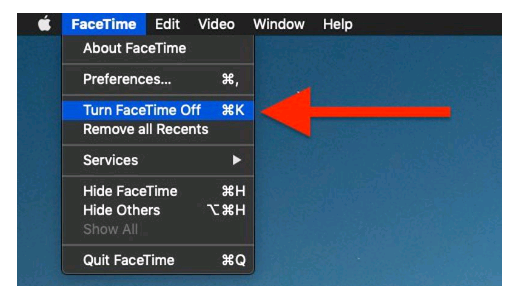 FaceTime Edit Video Window Help
About FaceTime
Preferences... ⌘,
Turn FaceTime Off ⌘K
Remove all Recents
Services ▶
Hide FaceTime ⌘H
Hide Others ⌥⌘H
Show All
Quit FaceTime ⌘Q